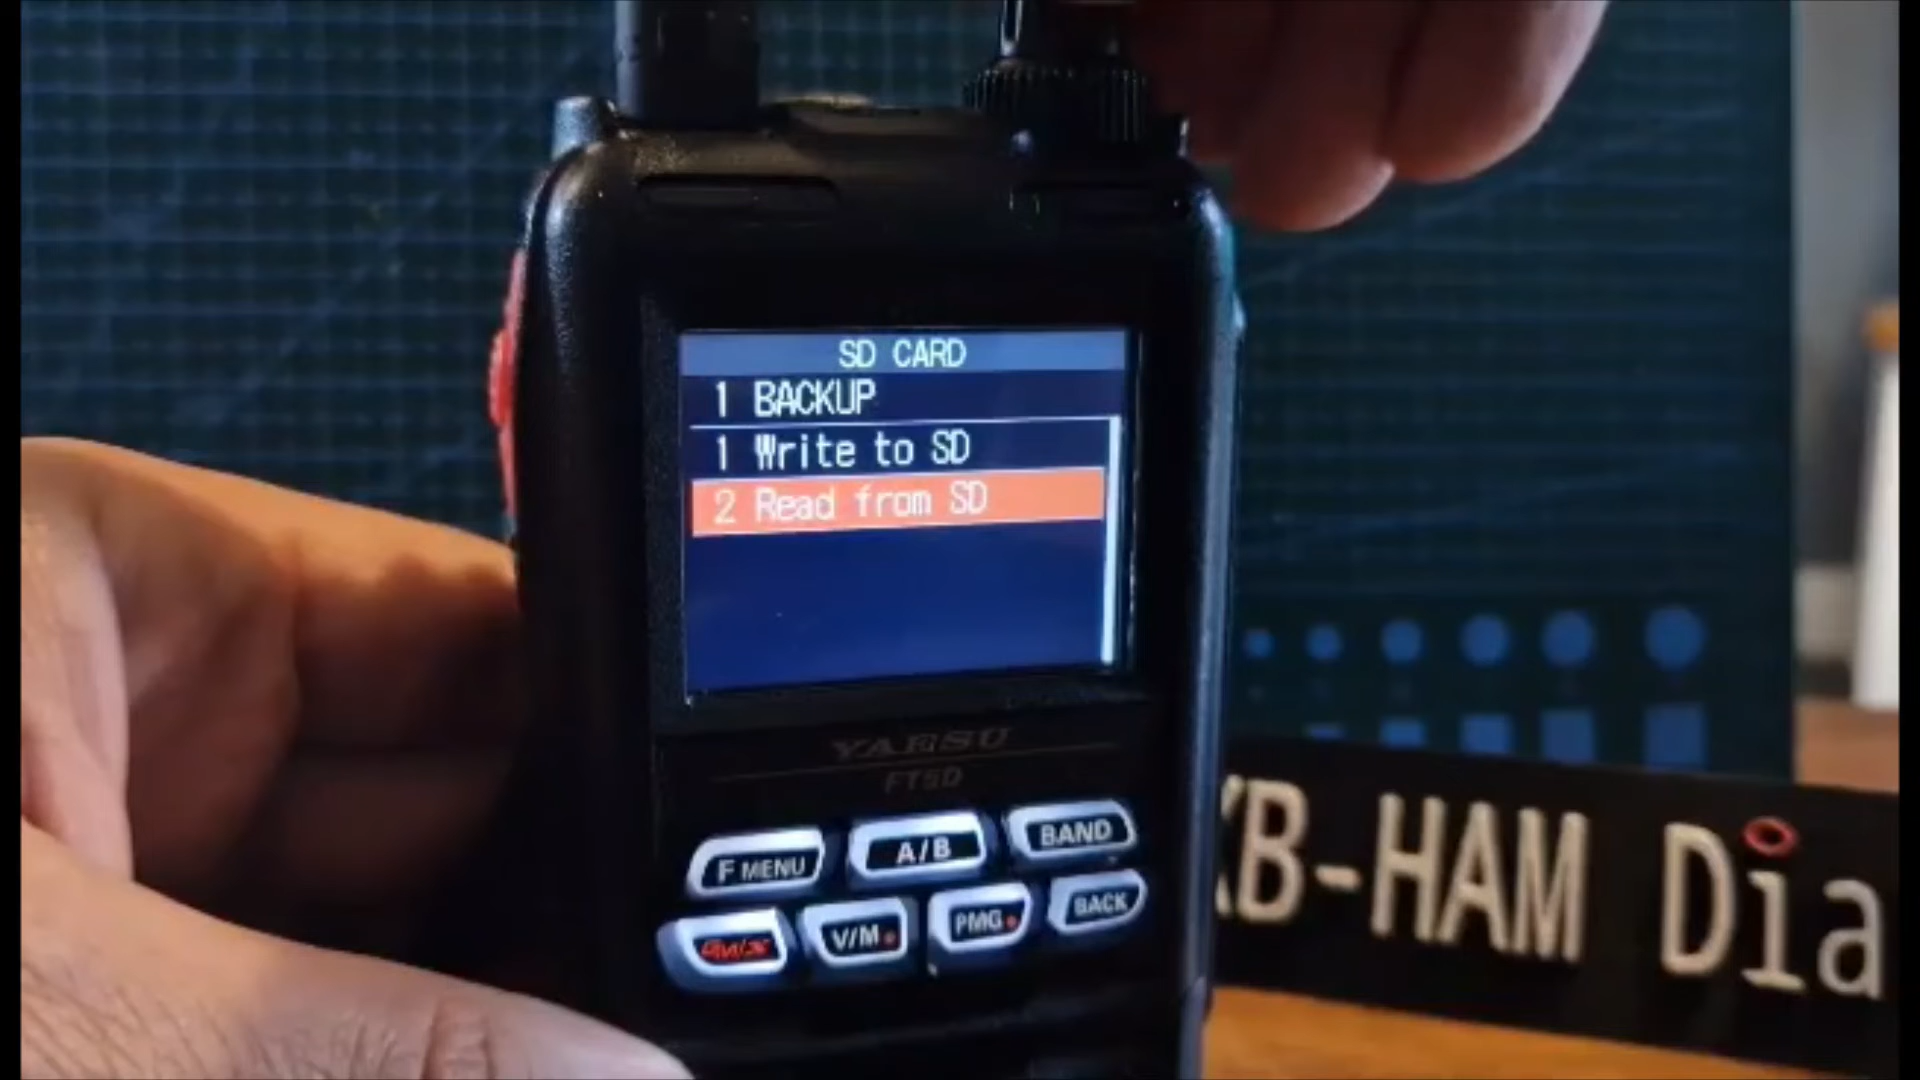 SD CARD
1 BACKUP
1 Write to SD
2 Read from SD
YAESU
FT5D
F MENU
A/B
BAND
V/M
PMG
BACK
B-HAM Dia